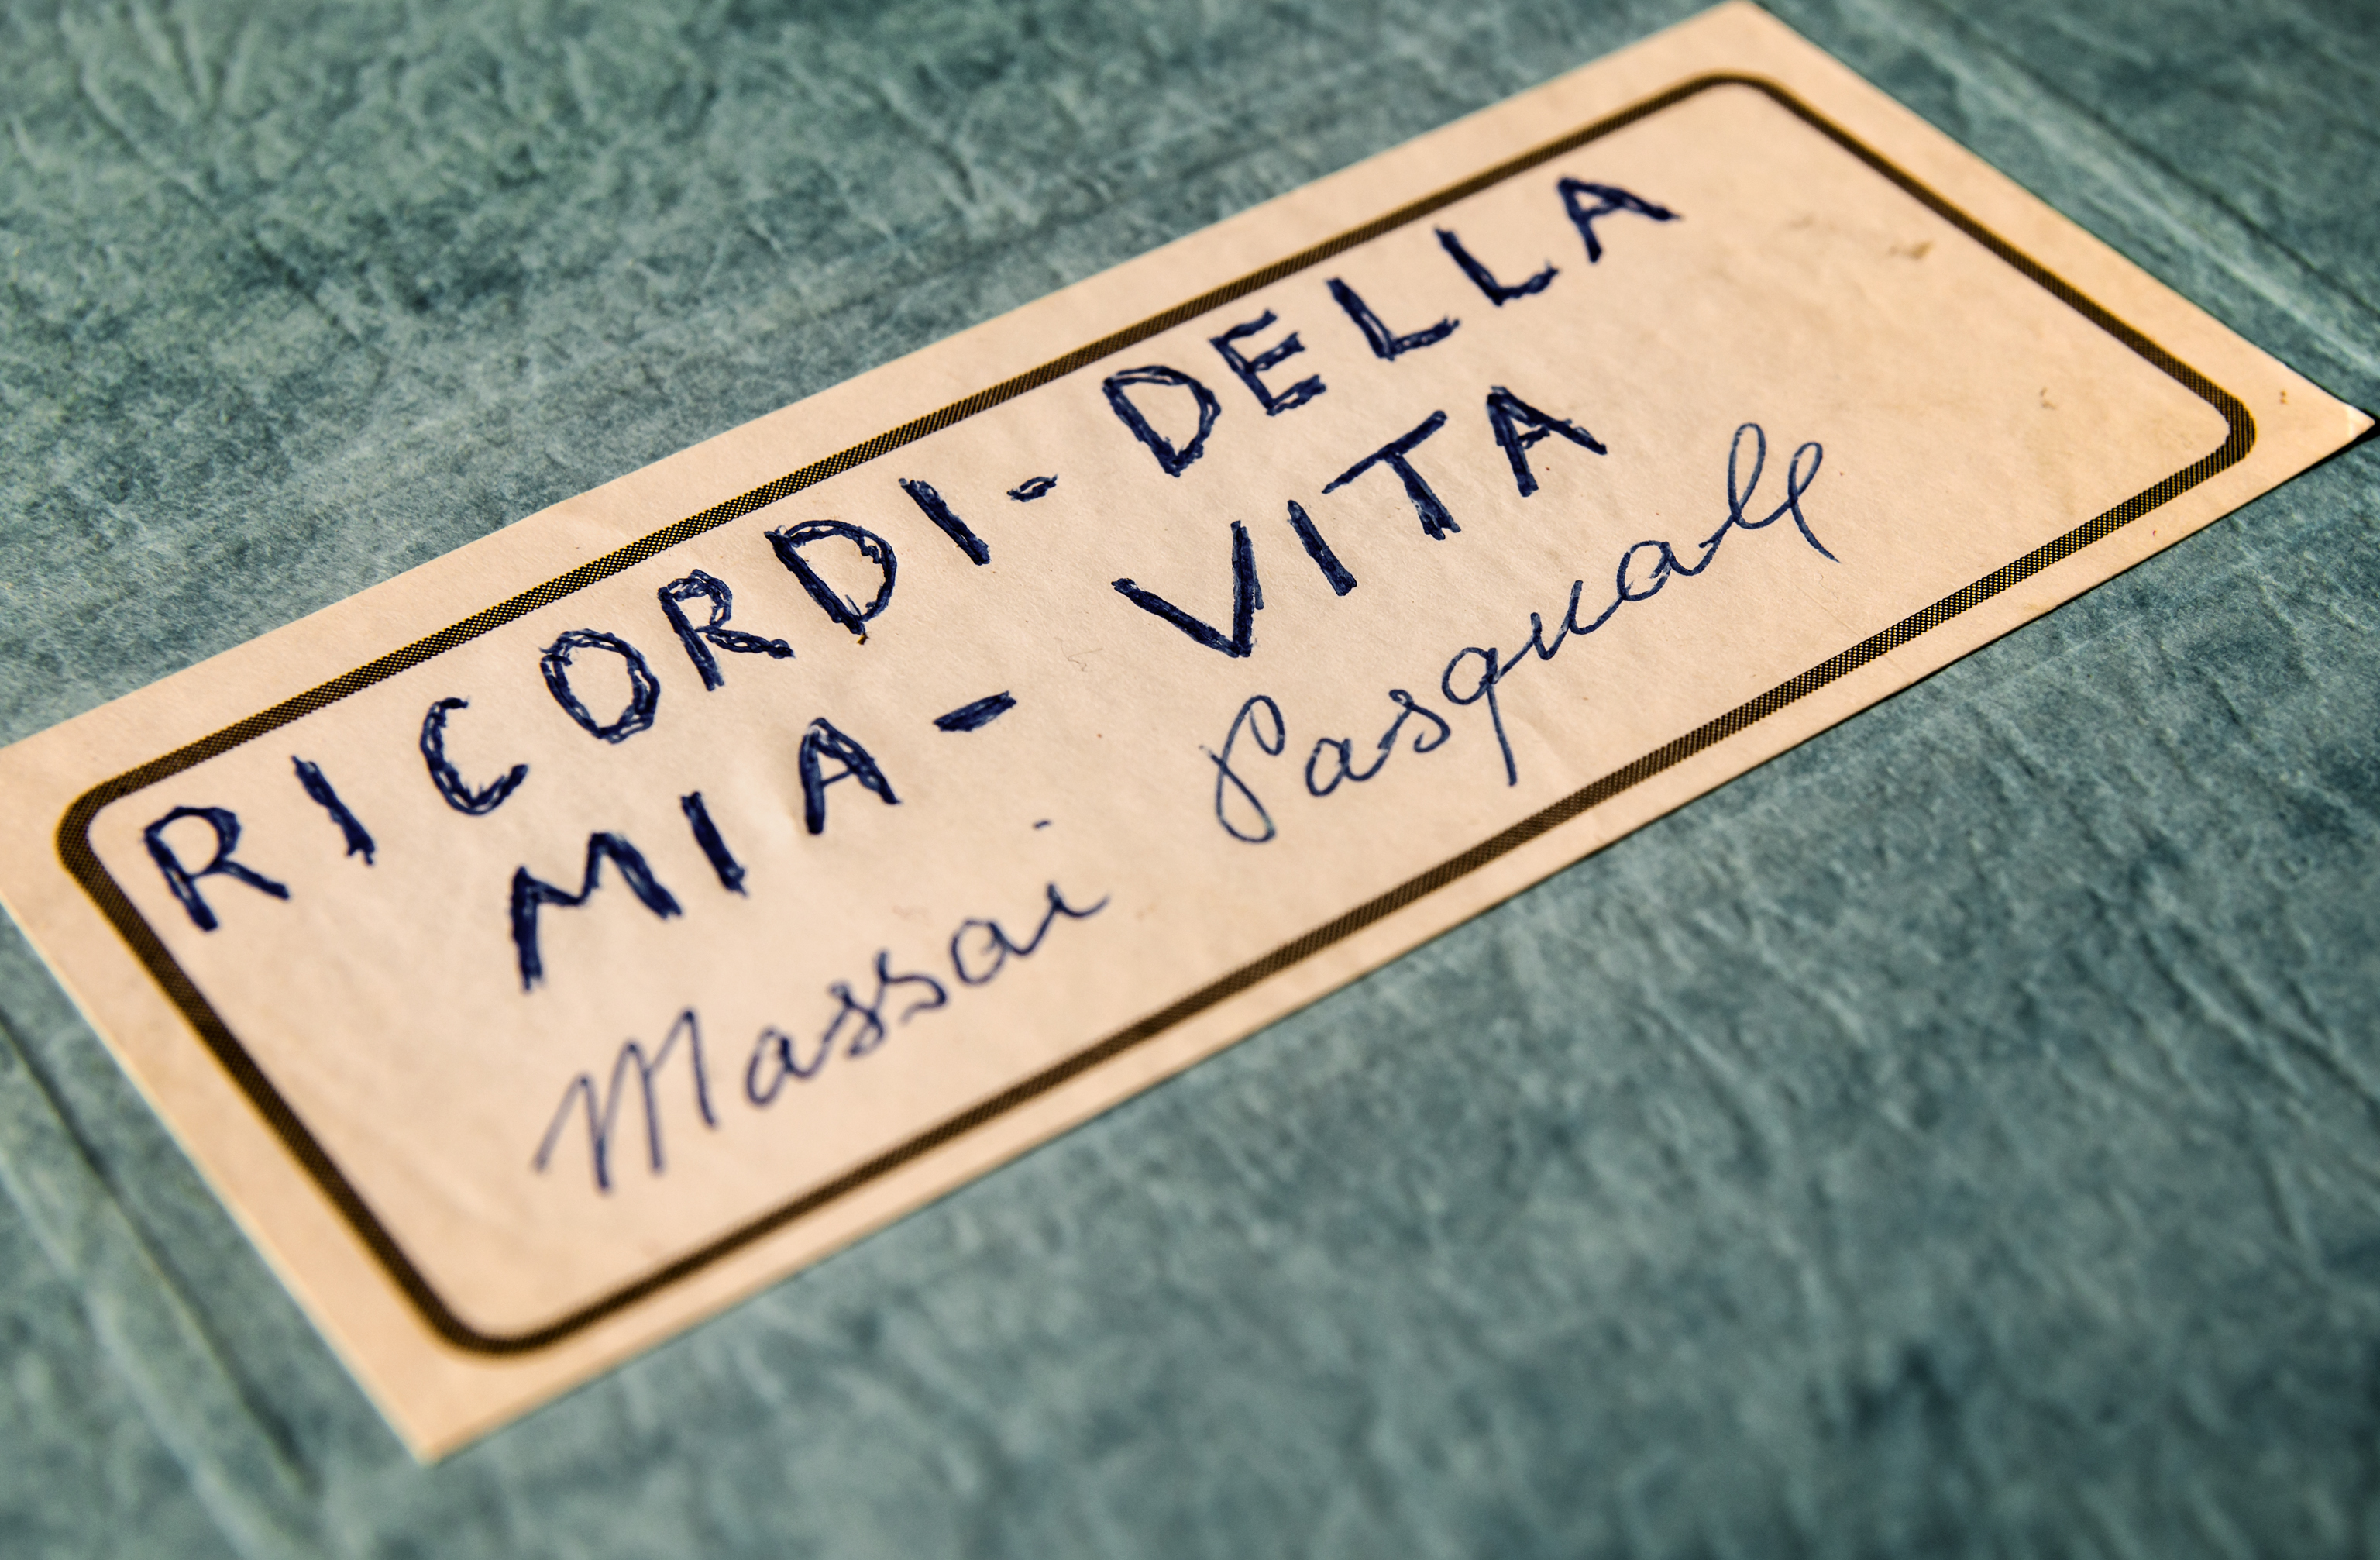 RICORDI - DELLA
MIA - VITA
Massai Pasquale